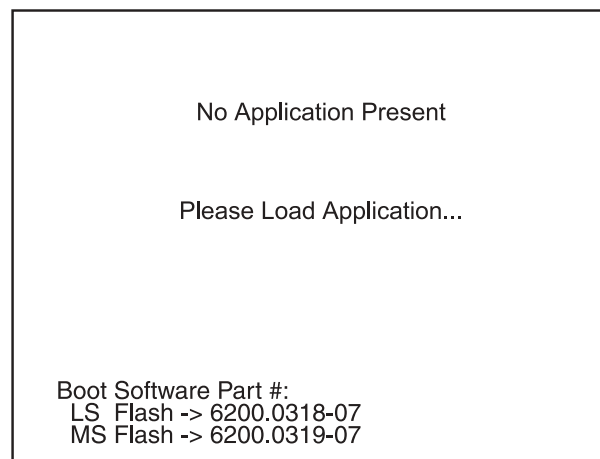 No Application Present
Please Load Application...
Boot Software Part #:
LS Flash -> 6200.0318-07
MS Flash -> 6200.0319-07